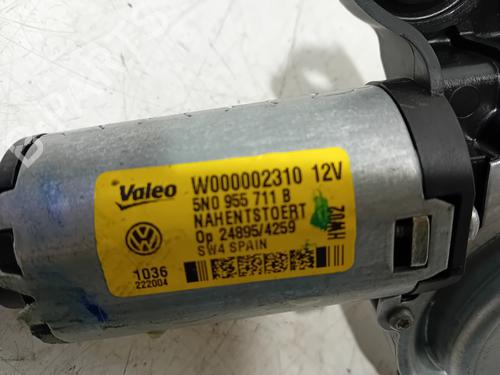 Valeo W000002310 12V
5N0 955 711 B
NAHENTSTOERT
Op 24895/4259
SW4 SPAIN
1036
222004